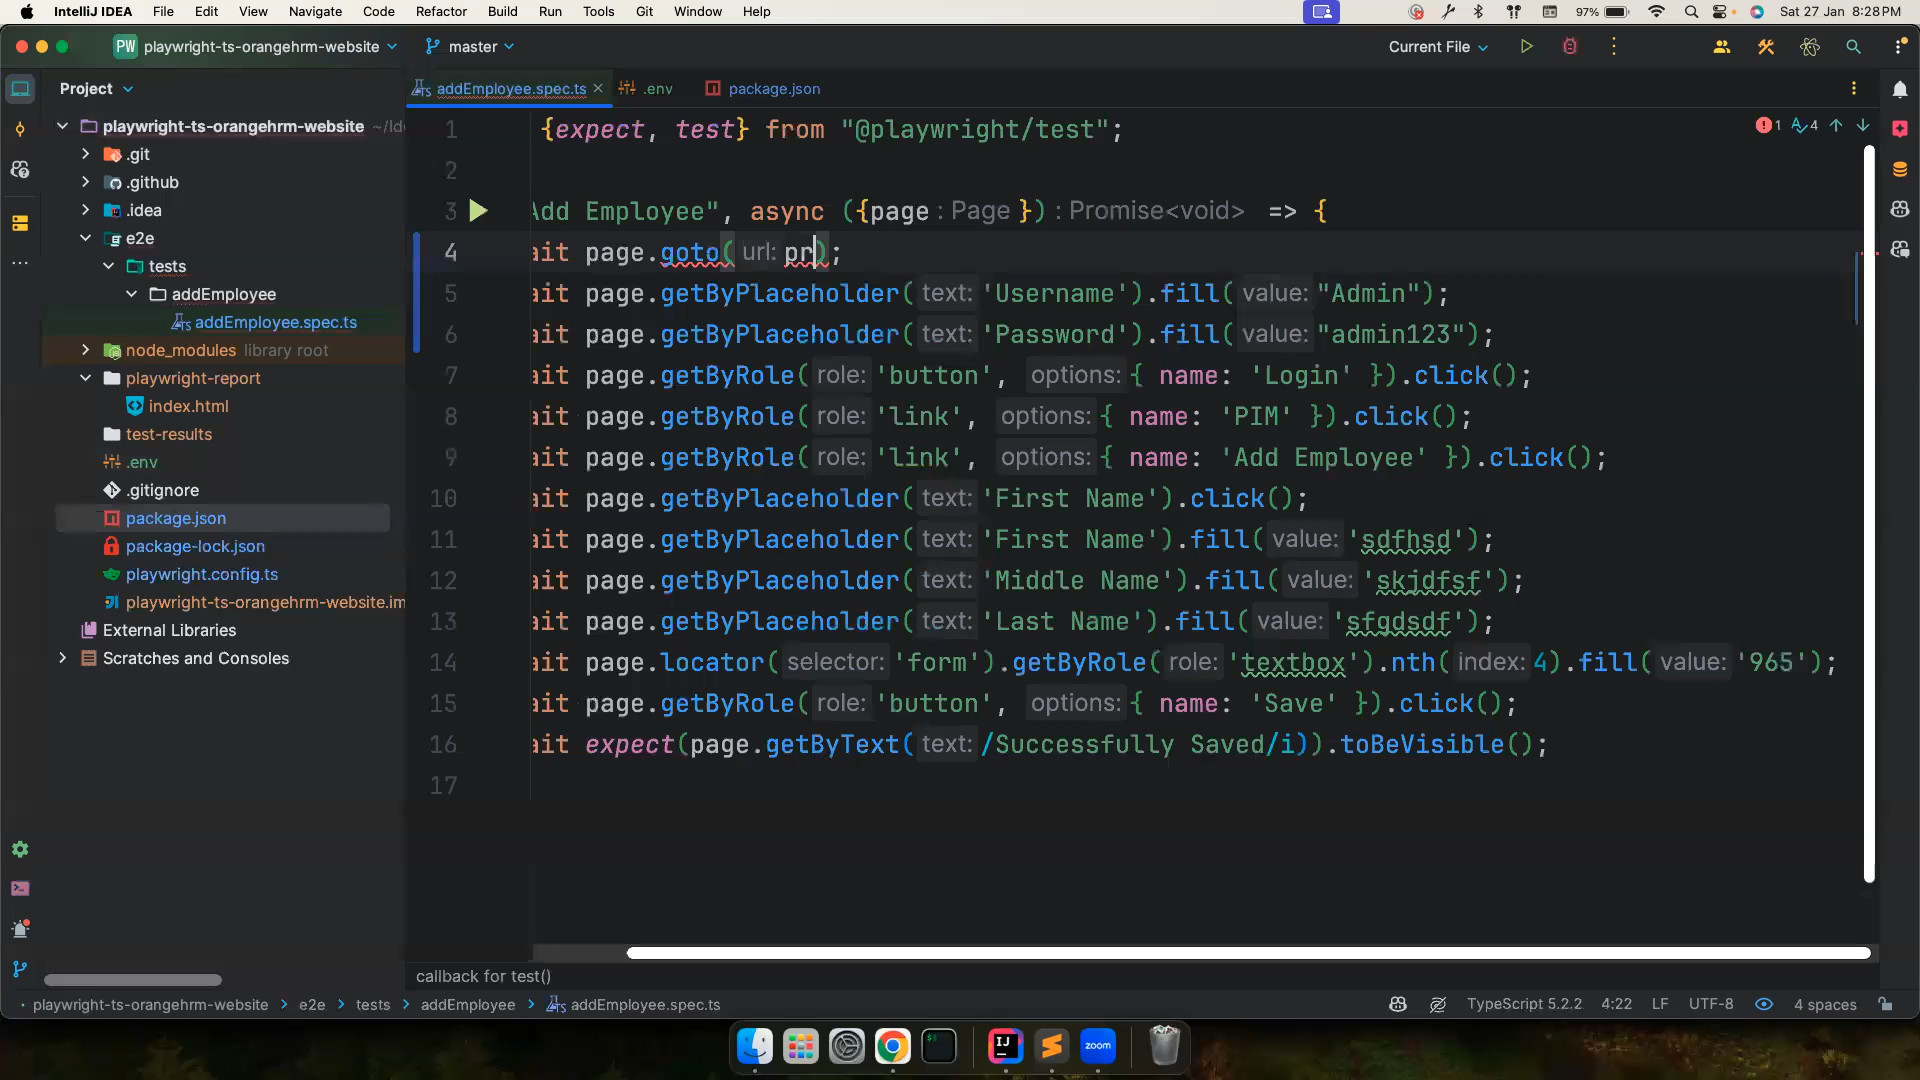 IntelliJ IDEA File Edit View Navigate Code Refactor Build Run Tools Git Window Help 97% Sat 27 Jan 8:28 PM
PW playwright-ts-orangehrm-website master Current File
Project
addEmployee.spec.ts .env package.json
playwright-ts-orangehrm-website ~/Id
.git
.github
.idea
e2e
tests
addEmployee
addEmployee.spec.ts
node_modules library root
playwright-report
index.html
test-results
.env
.gitignore
package.json
package-lock.json
playwright.config.ts
playwright-ts-orangehrm-website.im
External Libraries
Scratches and Consoles
1 {expect, test} from "@playwright/test"; 1 4
2
3 Add Employee", async ({page : Page }) : Promise<void> => {
4 ait page.goto( url: pr);
5 ait page.getByPlaceholder( text: 'Username').fill( value: "Admin");
6 ait page.getByPlaceholder( text: 'Password').fill( value: "admin123");
7 ait page.getByRole( role: 'button', options: { name: 'Login' }).click();
8 ait page.getByRole( role: 'link', options: { name: 'PIM' }).click();
9 ait page.getByRole( role: 'link', options: { name: 'Add Employee' }).click();
10 ait page.getByPlaceholder( text: 'First Name').click();
11 ait page.getByPlaceholder( text: 'First Name').fill( value: 'sdfhsd');
12 ait page.getByPlaceholder( text: 'Middle Name').fill( value: 'skjdfsf');
13 ait page.getByPlaceholder( text: 'Last Name').fill( value: 'sfgdsdf');
14 ait page.locator( selector: 'form').getByRole( role: 'textbox').nth( index: 4).fill( value: '965');
15 ait page.getByRole( role: 'button', options: { name: 'Save' }).click();
16 ait expect(page.getByText( text: /Successfully Saved/i)).toBeVisible();
17
callback for test()
playwright-ts-orangehrm-website > e2e > tests > addEmployee > addEmployee.spec.ts TypeScript 5.2.2 4:22 LF UTF-8 4 spaces
IJ
zoom